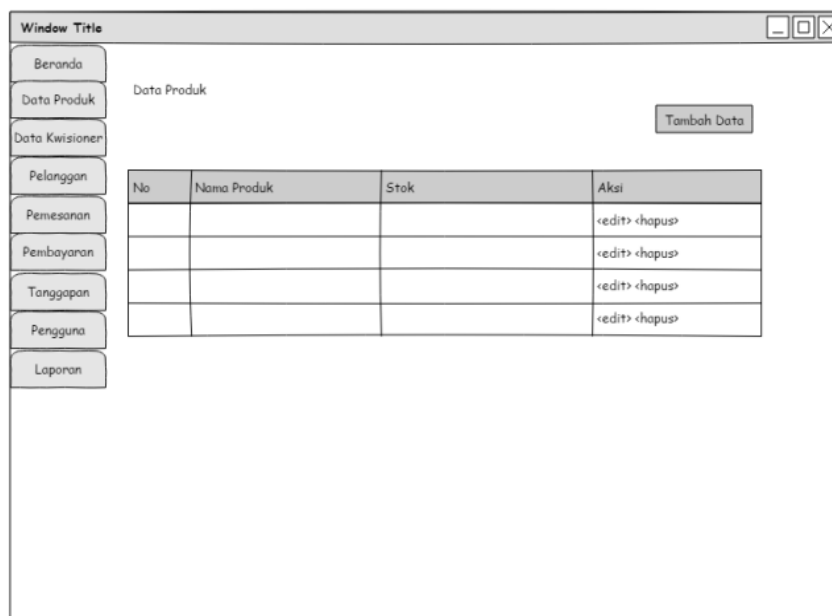 Window Title
Beranda
Data Produk
Data Kwisioner
Pelanggan
Pemesanan
Pembayaran
Tanggapan
Pengguna
Laporan
Data Produk
Tambah Data
No Nama Produk Stok Aksi
<edit> <hapus>
<edit> <hapus>
<edit> <hapus>
<edit> <hapus>